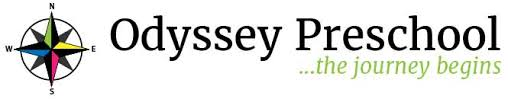 N
W E
S
Odyssey Preschool
...the journey begins